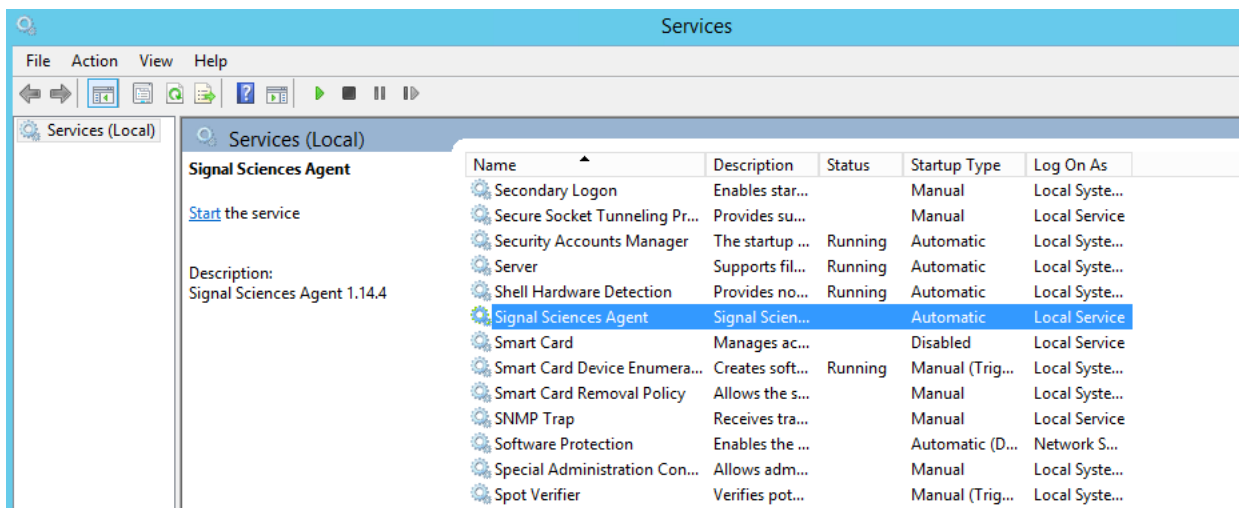 Services
File Action View Help
Services (Local)
Services (Local)
Signal Sciences Agent
Start the service
Description:
Signal Sciences Agent 1.14.4
Name Description Status Startup Type Log On As
Secondary Logon Enables star... Manual Local Syste...
Secure Socket Tunneling Pr... Provides su... Manual Local Service
Security Accounts Manager The startup ... Running Automatic Local Syste...
Server Supports fil... Running Automatic Local Syste...
Shell Hardware Detection Provides no... Running Automatic Local Syste...
Signal Sciences Agent Signal Scien... Automatic Local Service
Smart Card Manages ac... Disabled Local Service
Smart Card Device Enumera... Creates soft... Running Manual (Trig... Local Syste...
Smart Card Removal Policy Allows the s... Manual Local Syste...
SNMP Trap Receives tra... Manual Local Service
Software Protection Enables the ... Automatic (D... Network S...
Special Administration Con... Allows adm... Manual Local Syste...
Spot Verifier Verifies pot... Manual (Trig... Local Syste...